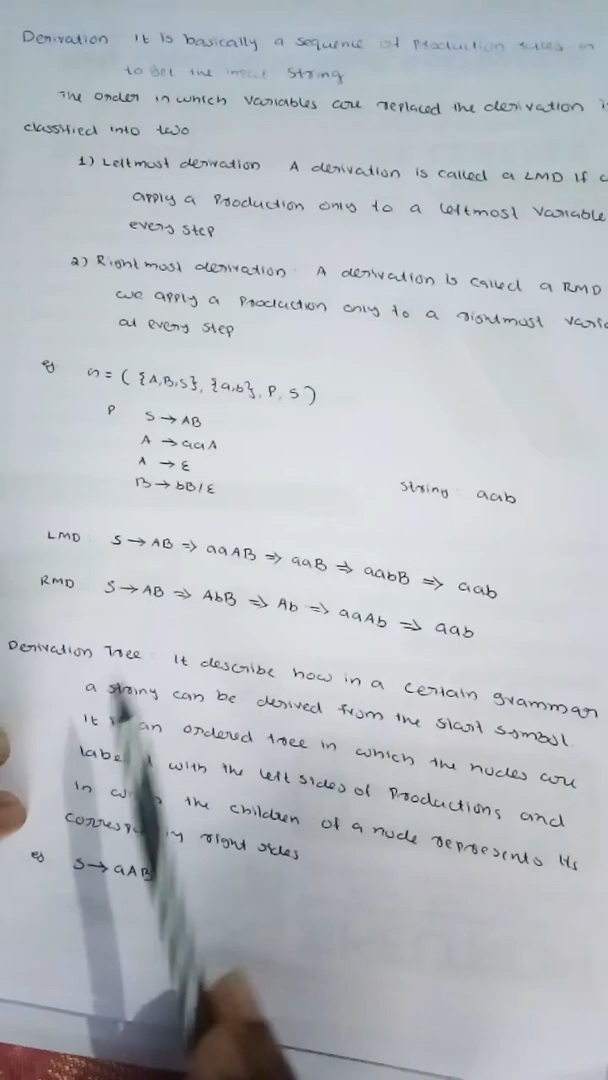 Derivation It is basically a sequence of Production rules in
to get the input string
The order in which variables are replaced the derivation is
classified into two
1) Leftmost derivation A derivation is called a LMD if
apply a Production only to a leftmost variable
every step
2) Rightmost derivation: A derivation is called a RMD
we apply a Production only to a rightmost
at every step
eg G = ( {A,B,S}, {a,b}, P, S )
P S → AB
A → aaA
A → ε
B → bB/ε
String: aab
LMD: S → AB ⇒ aaAB ⇒ aaB ⇒ aabB ⇒ aab
RMD S → AB ⇒ AbB ⇒ Ab ⇒ aaAb ⇒ aab
Derivation Tree: It describe how in a certain grammar
a string can be derived from the start symbol.
It an ordered tree in which the nodes are
with the left sides of Productions and
in the children of a node represents its
right sides
eg S → aAB